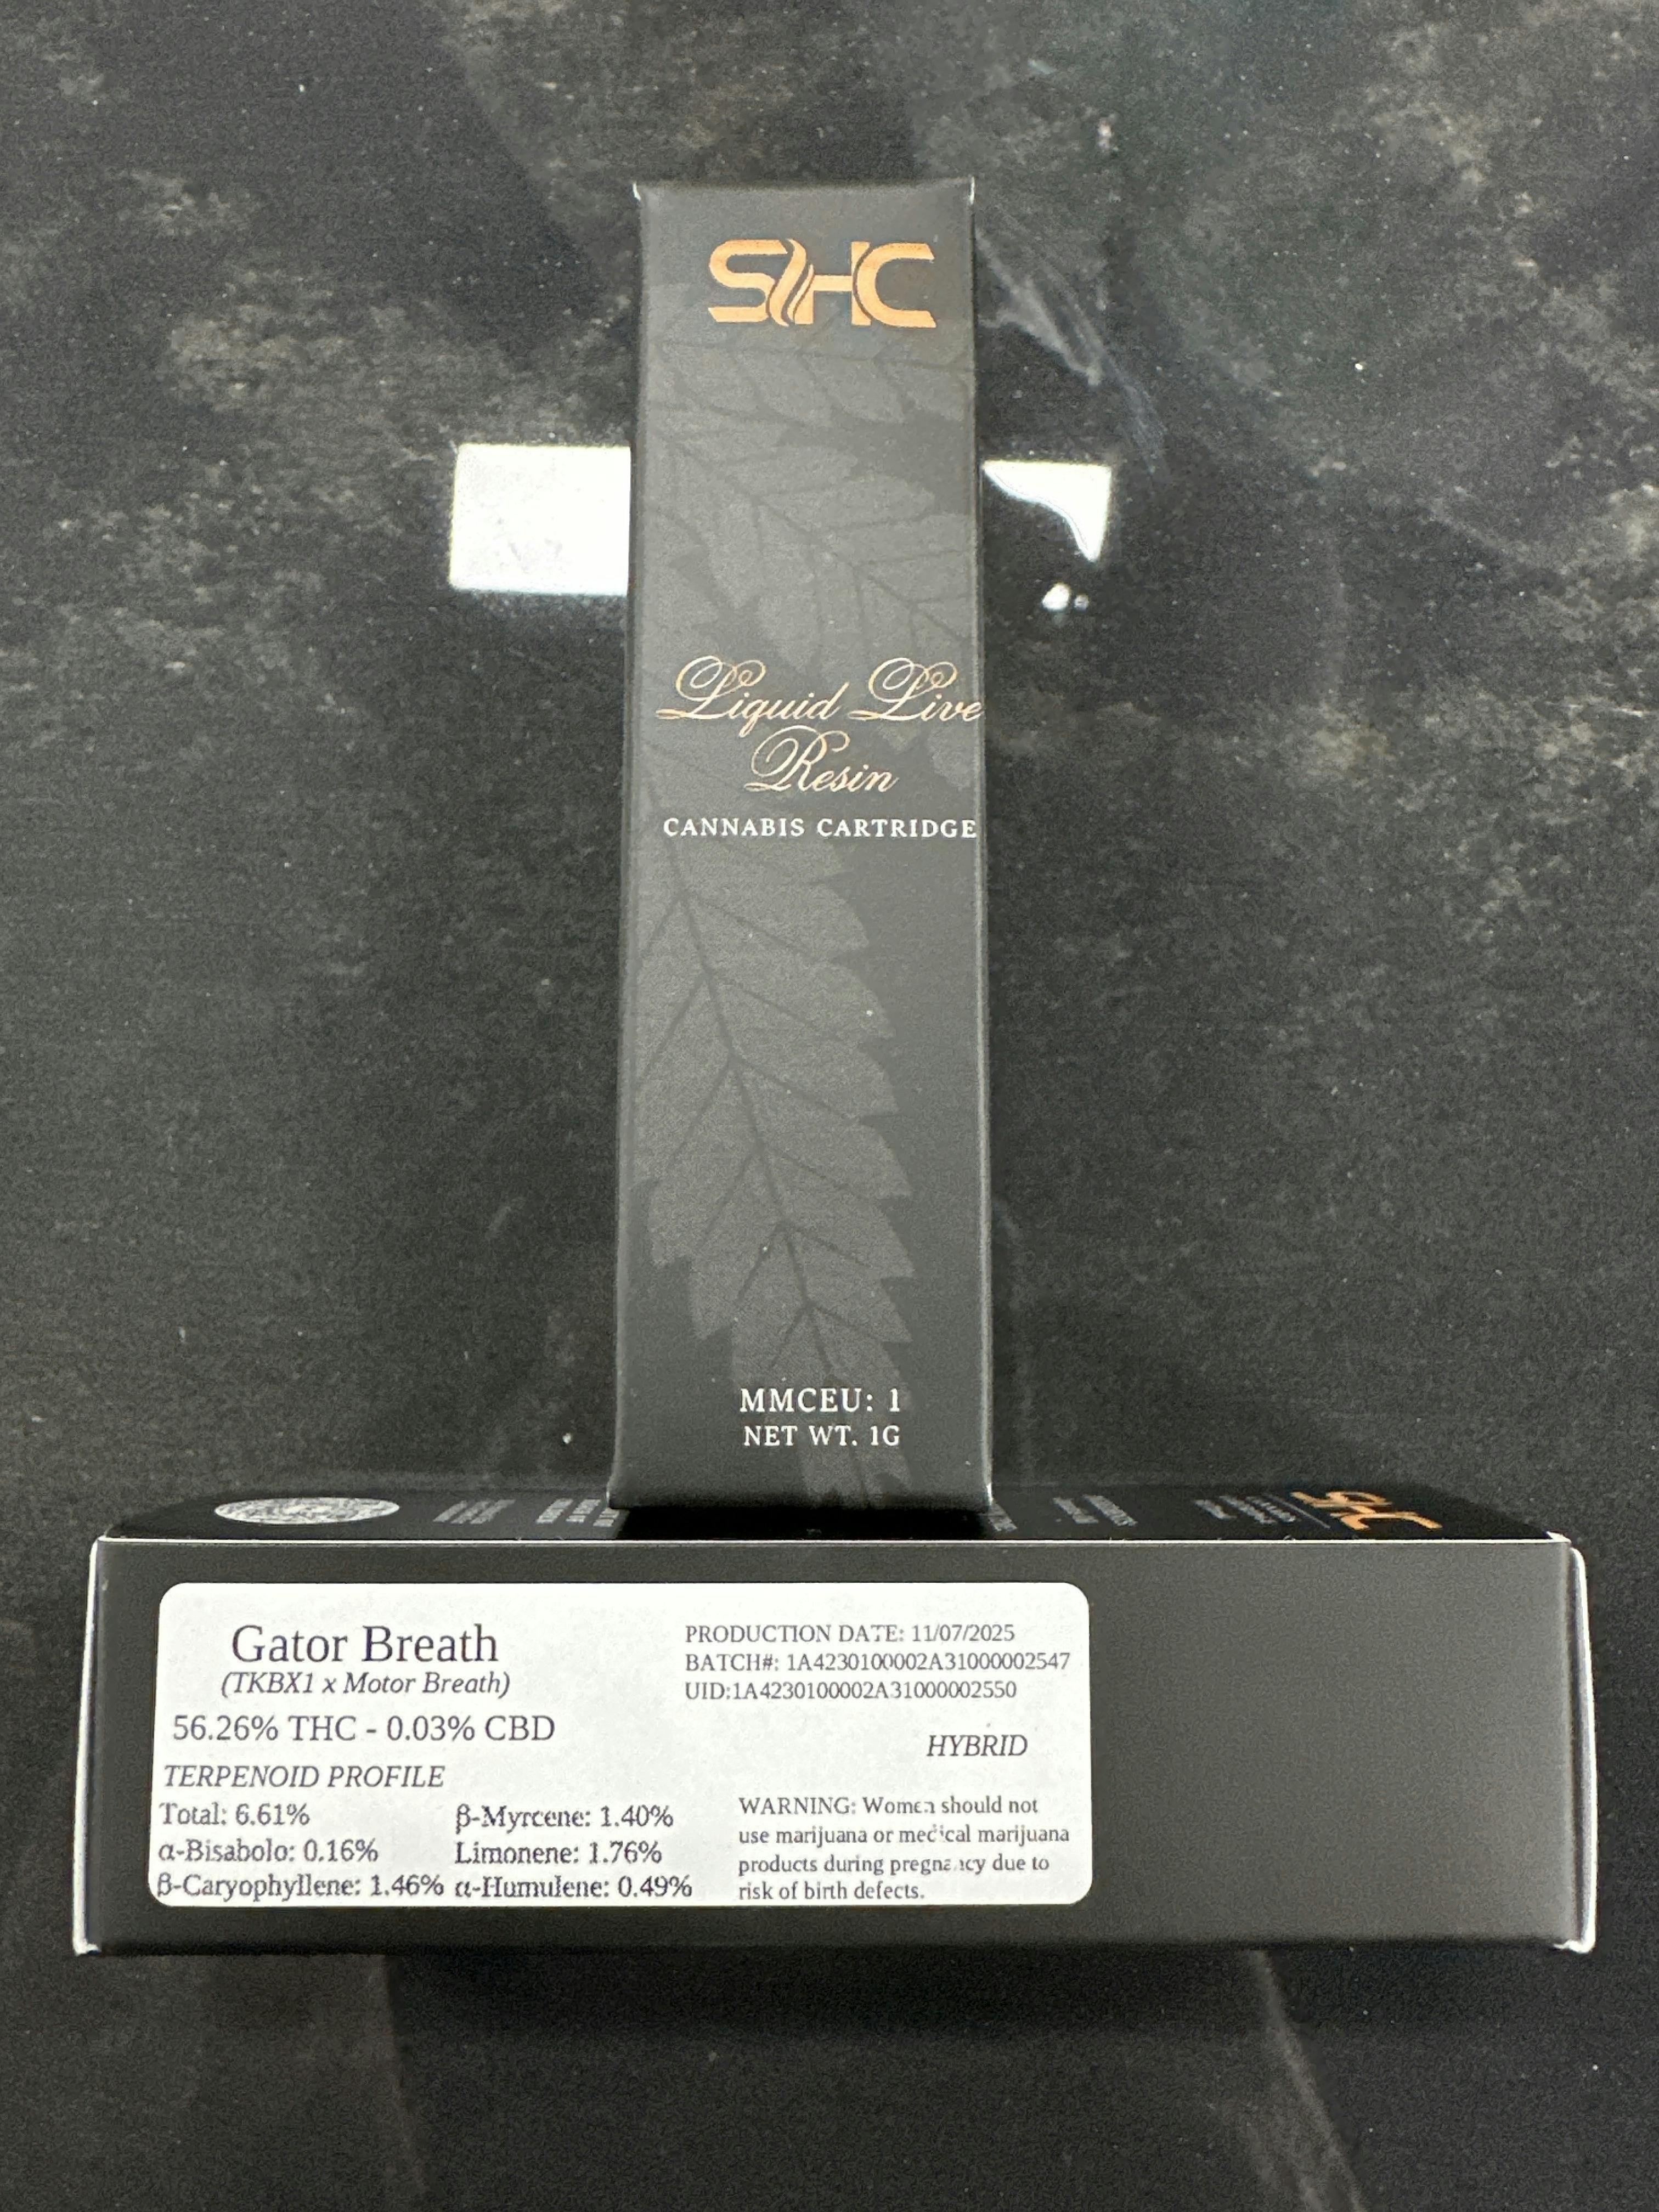 SHC
Liquid Live
Resin
CANNABIS CARTRIDGE
MMCEU: 1
NET WT. 1G
SHC
Gator Breath
(TKBX1 x Motor Breath)
56.26% THC - 0.03% CBD
TERPENOID PROFILE
Total: 6.61%
β-Myrcene: 1.40%
α-Bisabolo: 0.16%
Limonene: 1.76%
β-Caryophyllene: 1.46%
α-Humulene: 0.49%
PRODUCTION DATE: 11/07/2025
BATCH#: 1A4230100002A31000002547
UID:1A4230100002A31000002550
HYBRID
WARNING: Women should not
use marijuana or medical marijuana
products during pregnancy due to
risk of birth defects.